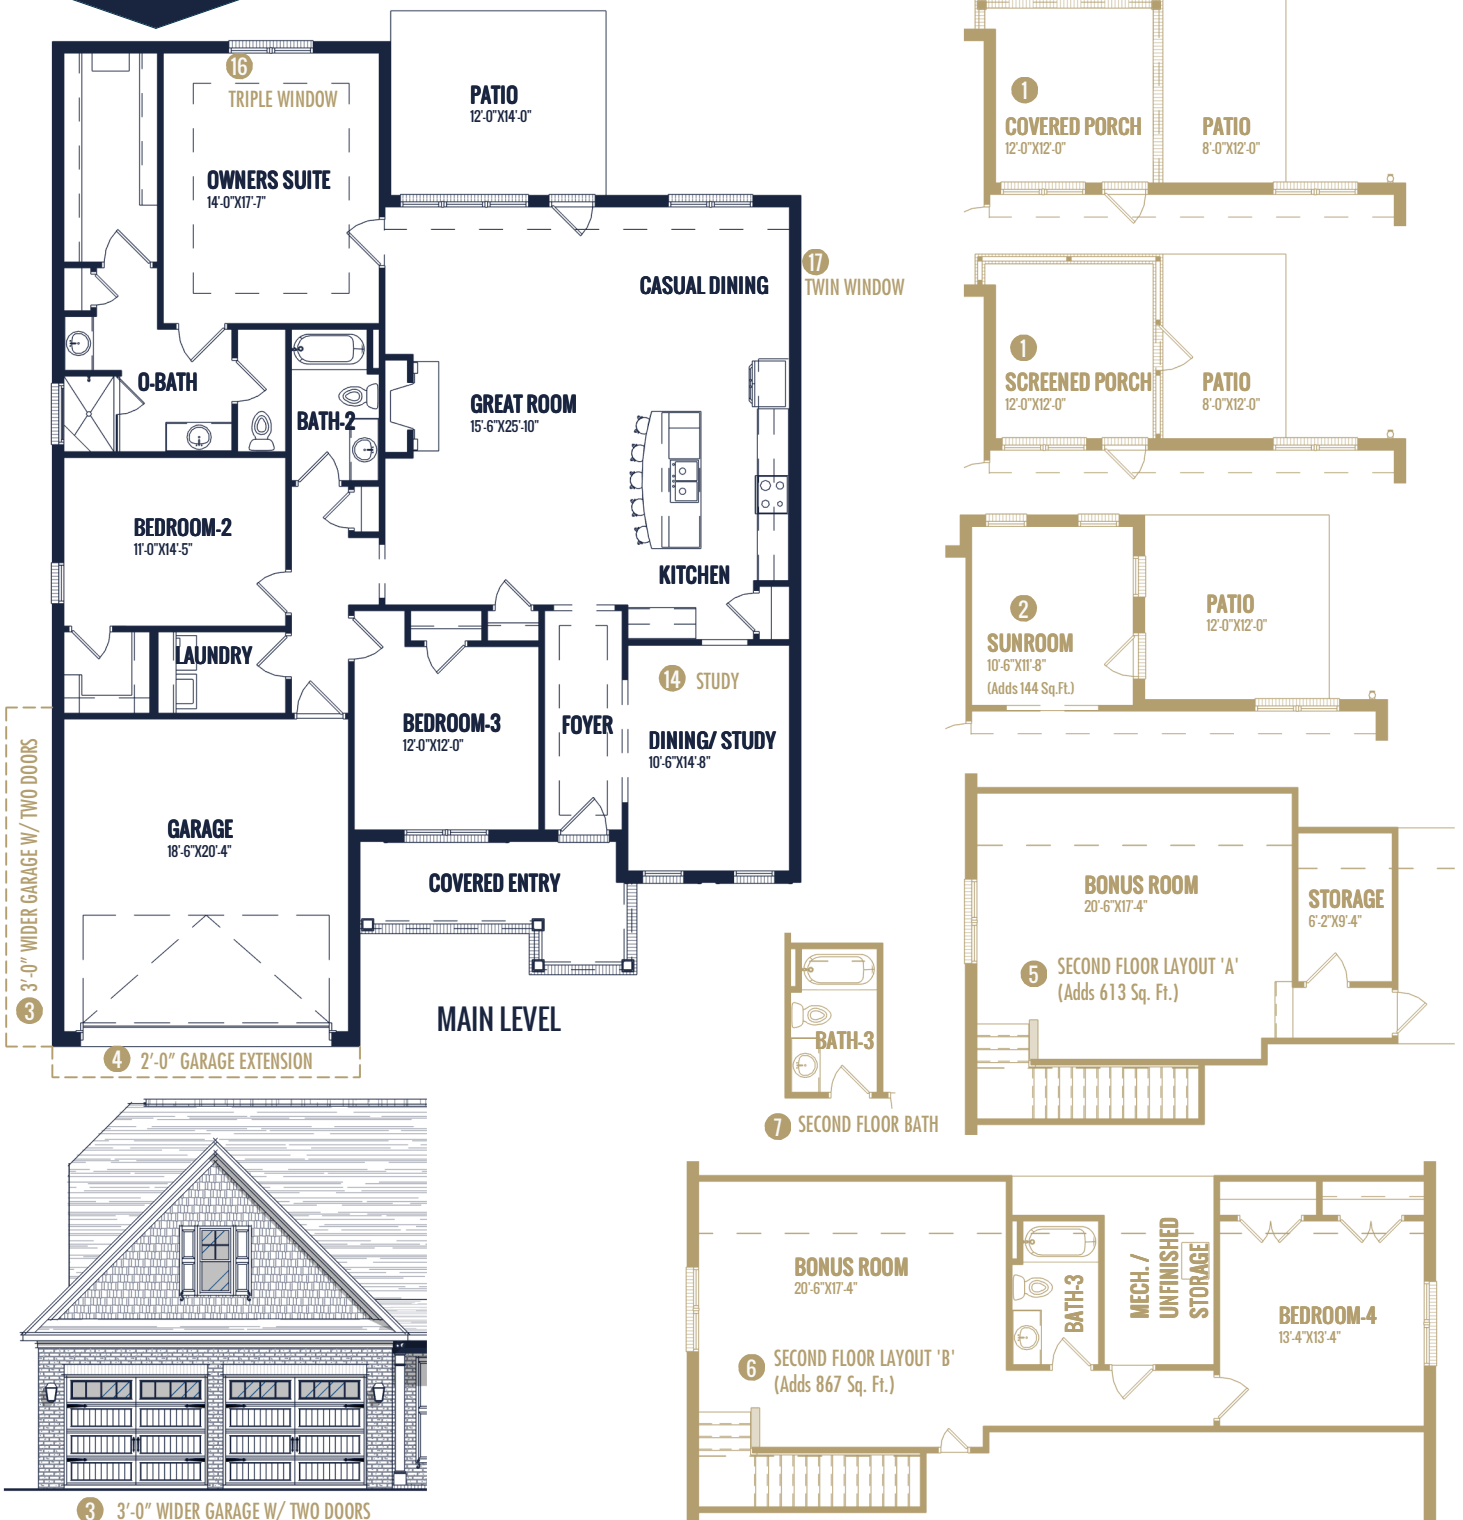 16
TRIPLE WINDOW
OWNERS SUITE
14'-0"X17'-7"
PATIO
12'-0"X14'-0"
17
TWIN WINDOW
CASUAL DINING
O-BATH
BATH-2
GREAT ROOM
15'-6"X25'-10"
BEDROOM-2
11'-0"X14'-5"
KITCHEN
LAUNDRY
14 STUDY
BEDROOM-3
12'-0"X12'-0"
FOYER
DINING/ STUDY
10'-6"X14'-8"
GARAGE
18'-6"X20'-4"
COVERED ENTRY
3 3'-0" WIDER GARAGE W/ TWO DOORS
4 2'-0" GARAGE EXTENSION
MAIN LEVEL
3 3'-0" WIDER GARAGE W/ TWO DOORS
1
COVERED PORCH
12'-0"X12'-0"
PATIO
8'-0"X12'-0"
1
SCREENED PORCH
12'-0"X12'-0"
PATIO
8'-0"X12'-0"
2
SUNROOM
10'-6"X11'-8"
(Adds 144 Sq.Ft.)
PATIO
12'-0"X12'-0"
BONUS ROOM
20'-6"X17'-4"
STORAGE
6'-2"X9'-4"
5 SECOND FLOOR LAYOUT 'A'
(Adds 613 Sq. Ft.)
BATH-3
7 SECOND FLOOR BATH
BONUS ROOM
20'-6"X17'-4"
BATH-3
MECH. /
UNFINISHED
STORAGE
BEDROOM-4
13'-4"X13'-4"
6 SECOND FLOOR LAYOUT 'B'
(Adds 867 Sq. Ft.)